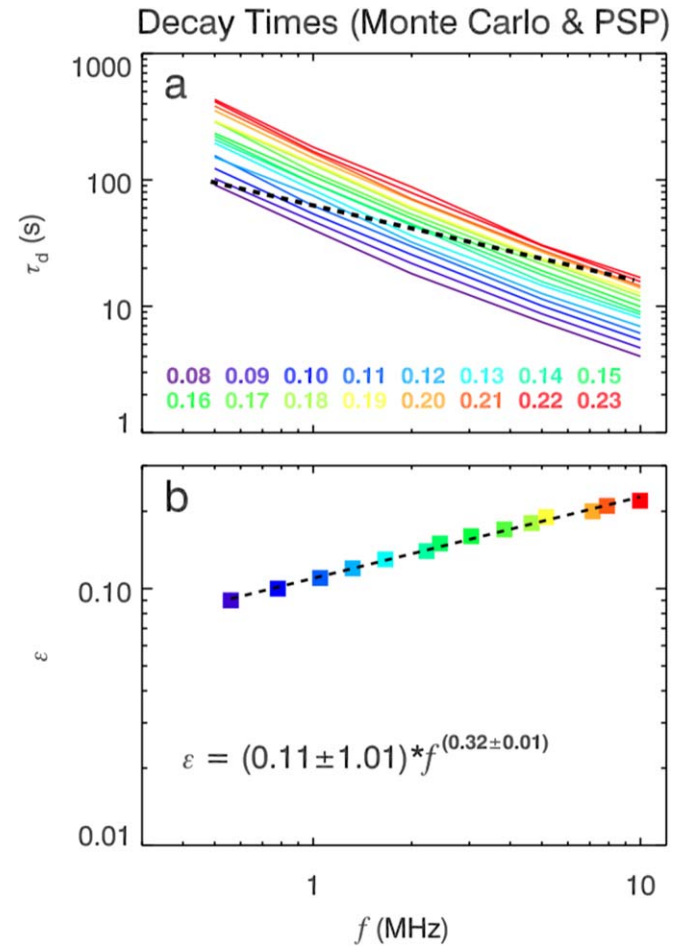 Decay Times (Monte Carlo & PSP)
a
1000
100
10
1
τd (s)
0.08 0.09 0.10 0.11 0.12 0.13 0.14 0.15
0.16 0.17 0.18 0.19 0.20 0.21 0.22 0.23
b
0.10
0.01
ε
ε = (0.11±1.01)*f(0.32±0.01)
1 10
f (MHz)